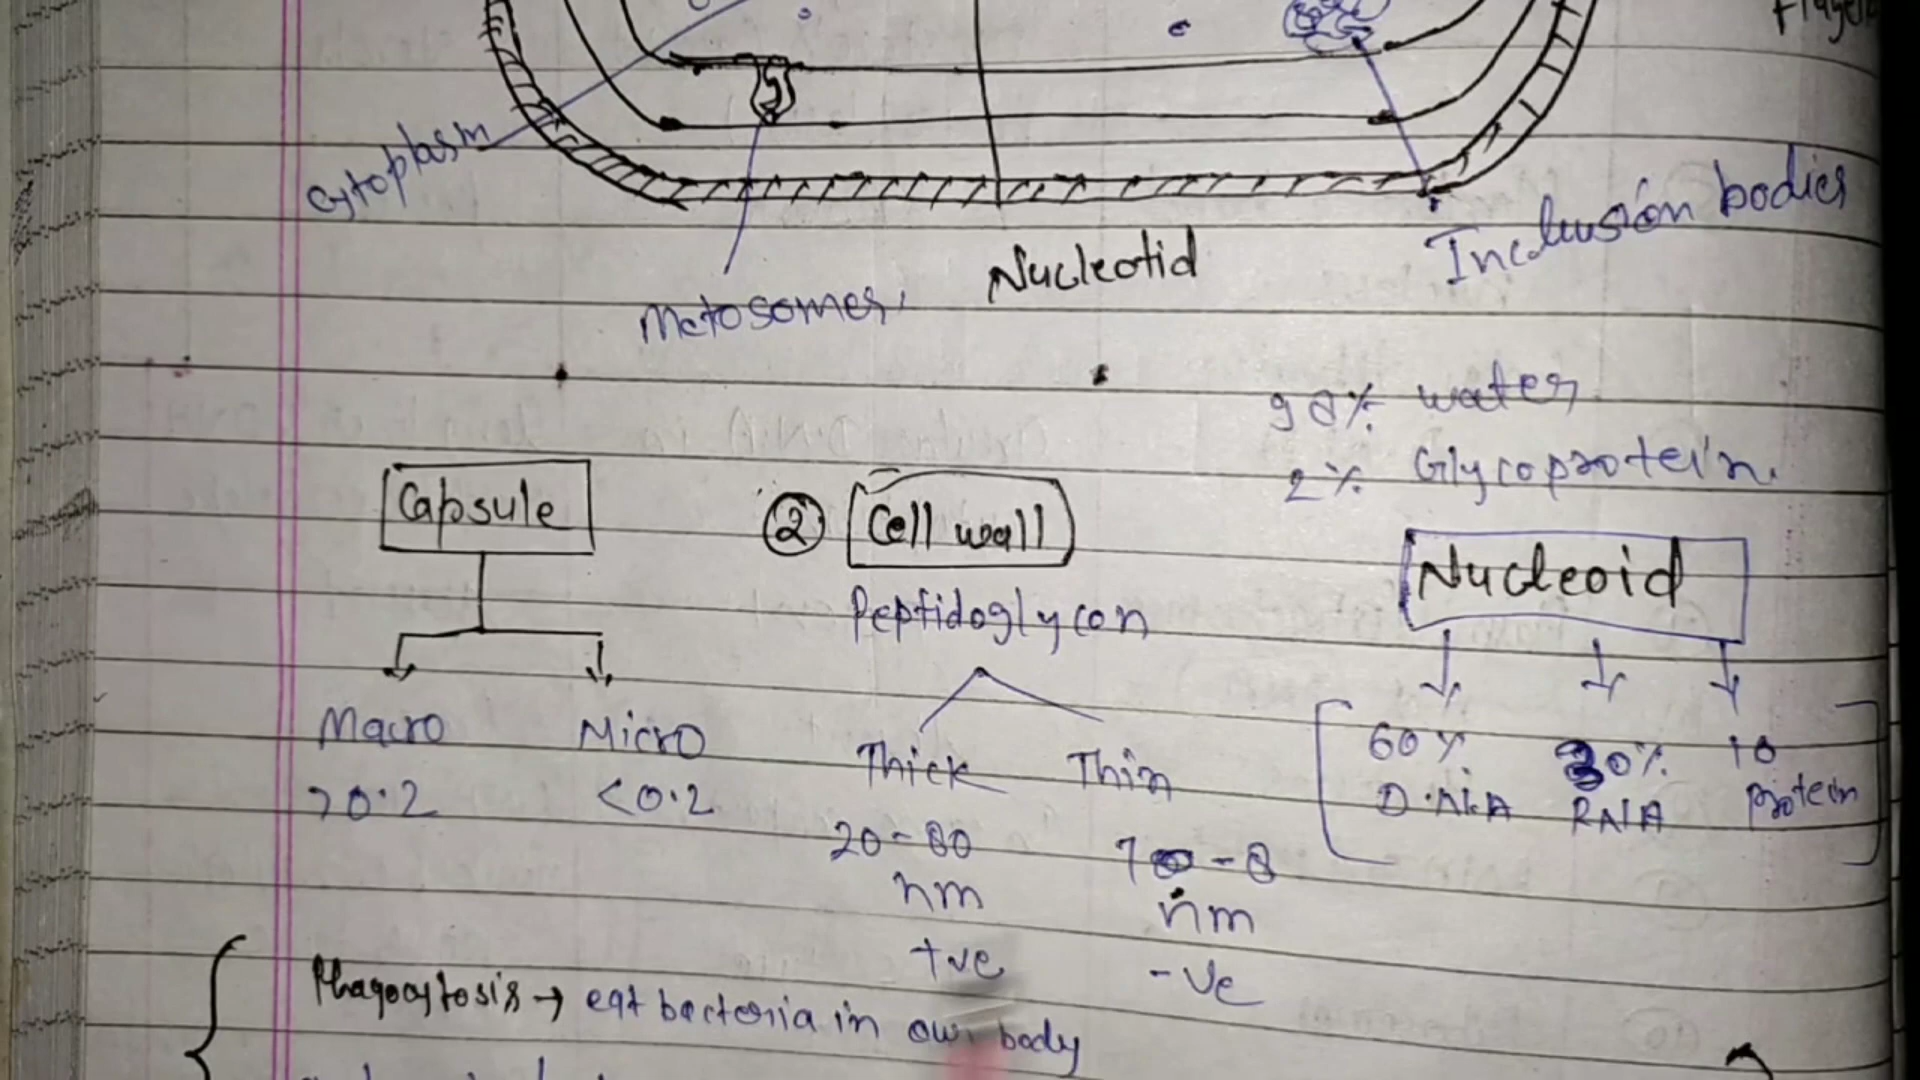 Cytoplasm
Inclusion bodies
Nucleotid
Metosomes,
98% water
2% Glycoprotein.
Capsule
② Cell wall
Nucleoid
Peptidoglycan
Macro
Micro
Thick
Thin
60%
30%
10
>0.2
<0.2
D.N.A
RNA
protein
20-80
nm
nm
+ve
-ve
Phagocytosis → eat bacteria in own body